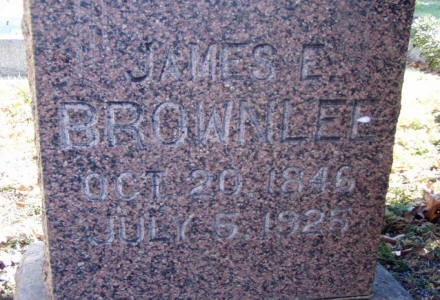 JAMES E.
BROWNLEE
OCT. 20, 1846
JULY 5, 1925